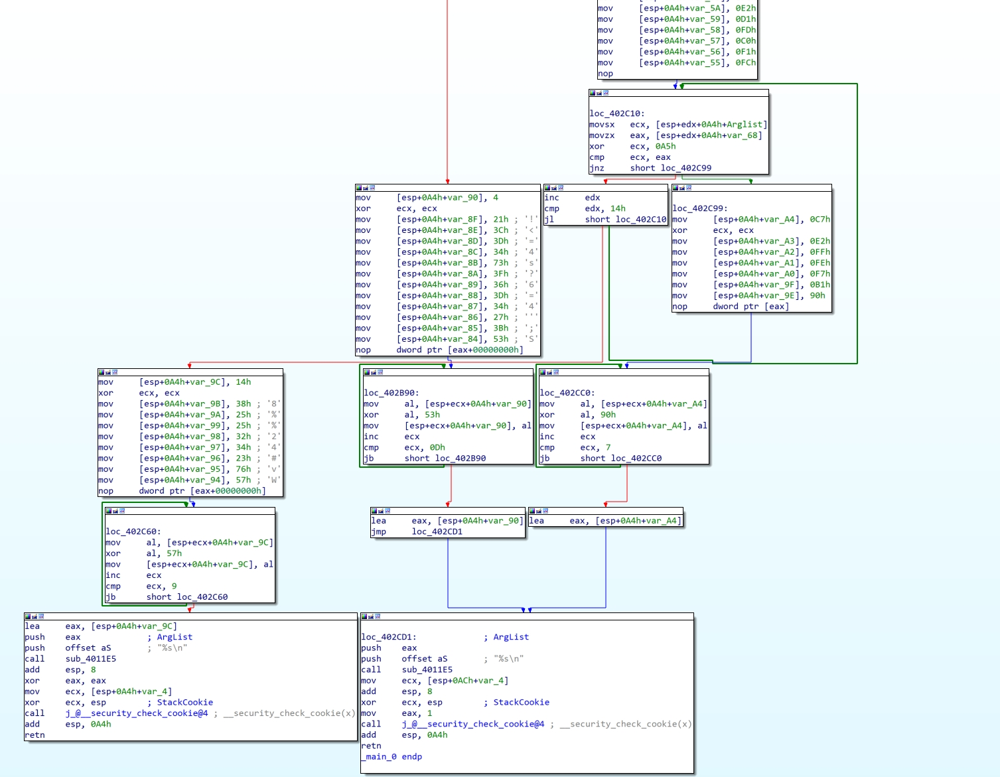 mov [esp+0A4h+var_5A], 0E2h
mov [esp+0A4h+var_59], 0D1h
mov [esp+0A4h+var_58], 0FDh
mov [esp+0A4h+var_57], 0C0h
mov [esp+0A4h+var_56], 0F1h
mov [esp+0A4h+var_55], 0FCh
nop
loc_402C10:
movsx ecx, [esp+edx+0A4h+Arglist]
movzx eax, [esp+edx+0A4h+var_68]
xor ecx, 0A5h
cmp ecx, eax
jnz short loc_402C99
mov [esp+0A4h+var_90], 4
xor ecx, ecx
mov [esp+0A4h+var_8F], 21h ; '!'
mov [esp+0A4h+var_8E], 3Ch ; '<'
mov [esp+0A4h+var_8D], 3Dh ; '='
mov [esp+0A4h+var_8C], 34h ; '4'
mov [esp+0A4h+var_8B], 73h ; 's'
mov [esp+0A4h+var_8A], 3Fh ; '?'
mov [esp+0A4h+var_89], 36h ; '6'
mov [esp+0A4h+var_88], 3Dh ; '='
mov [esp+0A4h+var_87], 34h ; '4'
mov [esp+0A4h+var_86], 27h ; '''
mov [esp+0A4h+var_85], 3Bh ; ';'
mov [esp+0A4h+var_84], 53h ; 'S'
nop dword ptr [eax+00000000h]
inc edx
cmp edx, 14h
jl short loc_402C10
loc_402C99:
mov [esp+0A4h+var_A4], 0C7h
xor ecx, ecx
mov [esp+0A4h+var_A3], 0E2h
mov [esp+0A4h+var_A2], 0FFh
mov [esp+0A4h+var_A1], 0FEh
mov [esp+0A4h+var_A0], 0F7h
mov [esp+0A4h+var_9F], 0B1h
mov [esp+0A4h+var_9E], 90h
nop dword ptr [eax]
mov [esp+0A4h+var_9C], 14h
xor ecx, ecx
mov [esp+0A4h+var_9B], 38h ; '8'
mov [esp+0A4h+var_9A], 25h ; '%'
mov [esp+0A4h+var_99], 25h ; '%'
mov [esp+0A4h+var_98], 32h ; '2'
mov [esp+0A4h+var_97], 34h ; '4'
mov [esp+0A4h+var_96], 23h ; '#'
mov [esp+0A4h+var_95], 76h ; 'v'
mov [esp+0A4h+var_94], 57h ; 'W'
nop dword ptr [eax+00000000h]
loc_402B90:
mov al, [esp+ecx+0A4h+var_90]
xor al, 53h
mov [esp+ecx+0A4h+var_90], al
inc ecx
cmp ecx, 0Dh
jb short loc_402B90
loc_402CC0:
mov al, [esp+ecx+0A4h+var_A4]
xor al, 90h
mov [esp+ecx+0A4h+var_A4], al
inc ecx
cmp ecx, 7
jb short loc_402CC0
loc_402C60:
mov al, [esp+ecx+0A4h+var_9C]
xor al, 57h
mov [esp+ecx+0A4h+var_9C], al
inc ecx
cmp ecx, 9
jb short loc_402C60
lea eax, [esp+0A4h+var_90]
jmp loc_402CD1
lea eax, [esp+0A4h+var_A4]
lea eax, [esp+0A4h+var_9C]
push eax ; ArgList
push offset aS ; "%s\n"
call sub_4011E5
add esp, 8
xor eax, eax
mov ecx, [esp+0A4h+var_4]
xor ecx, esp ; StackCookie
call j_@__security_check_cookie@4 ; __security_check_cookie(x)
add esp, 0A4h
retn
loc_402CD1: ; ArgList
push eax
push offset aS ; "%s\n"
call sub_4011E5
mov ecx, [esp+0ACh+var_4]
add esp, 8
xor ecx, esp ; StackCookie
mov eax, 1
call j_@__security_check_cookie@4 ; __security_check_cookie(x)
add esp, 0A4h
retn
_main_0 endp